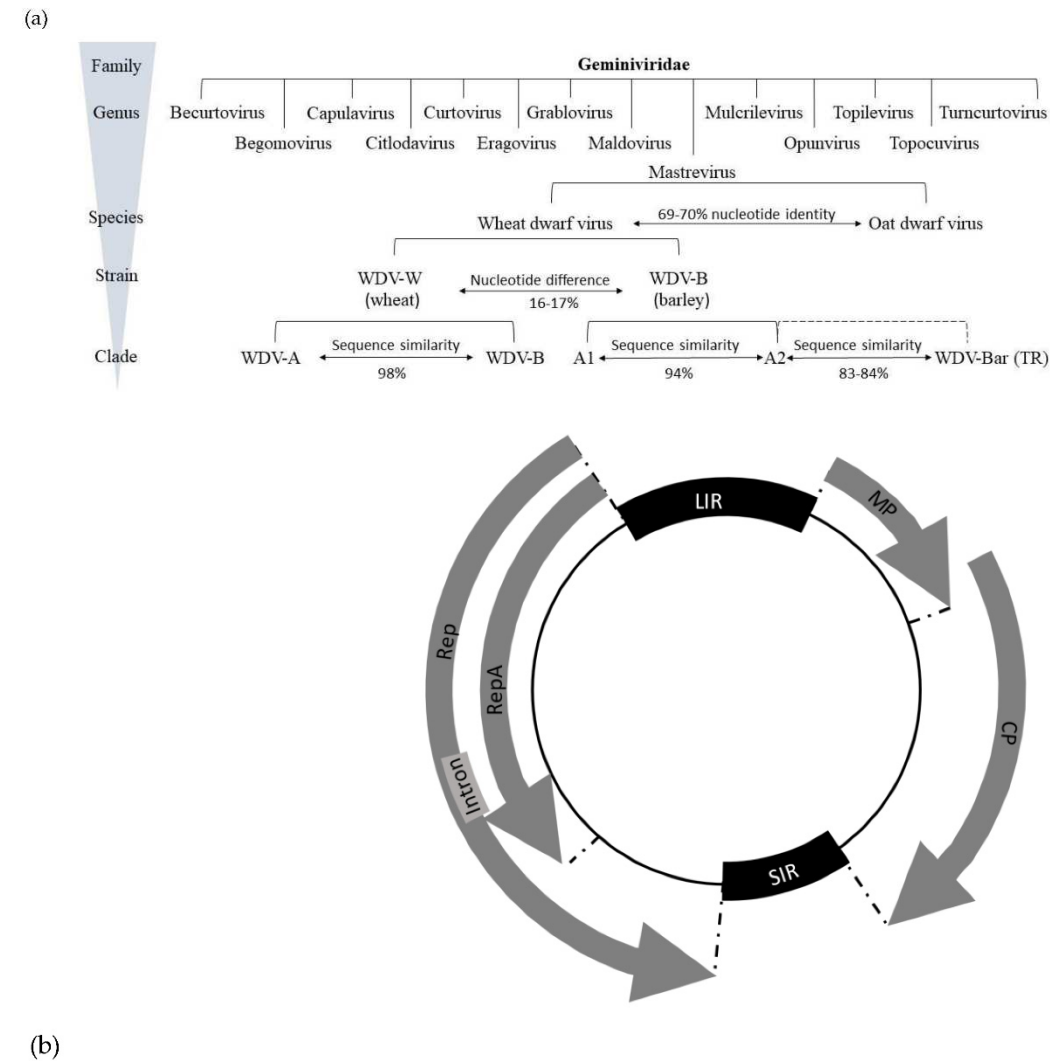 (a)
Family
Geminiviridae
Genus
Becurtovirus
Capulavirus
Curtovirus
Grablovirus
Mulcrilevirus
Topilevirus
Turncurtovirus
Begomovirus
Citlodavirus
Eragovirus
Maldovirus
Opunvirus
Topocuvirus
Mastrevirus
Species
Wheat dwarf virus
69-70% nucleotide identity
Oat dwarf virus
Strain
WDV-W
(wheat)
Nucleotide difference
16-17%
WDV-B
(barley)
Clade
WDV-A
Sequence similarity
98%
WDV-B
A1
Sequence similarity
94%
A2
Sequence similarity
83-84%
WDV-Bar (TR)
LIR
MP
Rep
RepA
CP
Intron
SIR
(b)